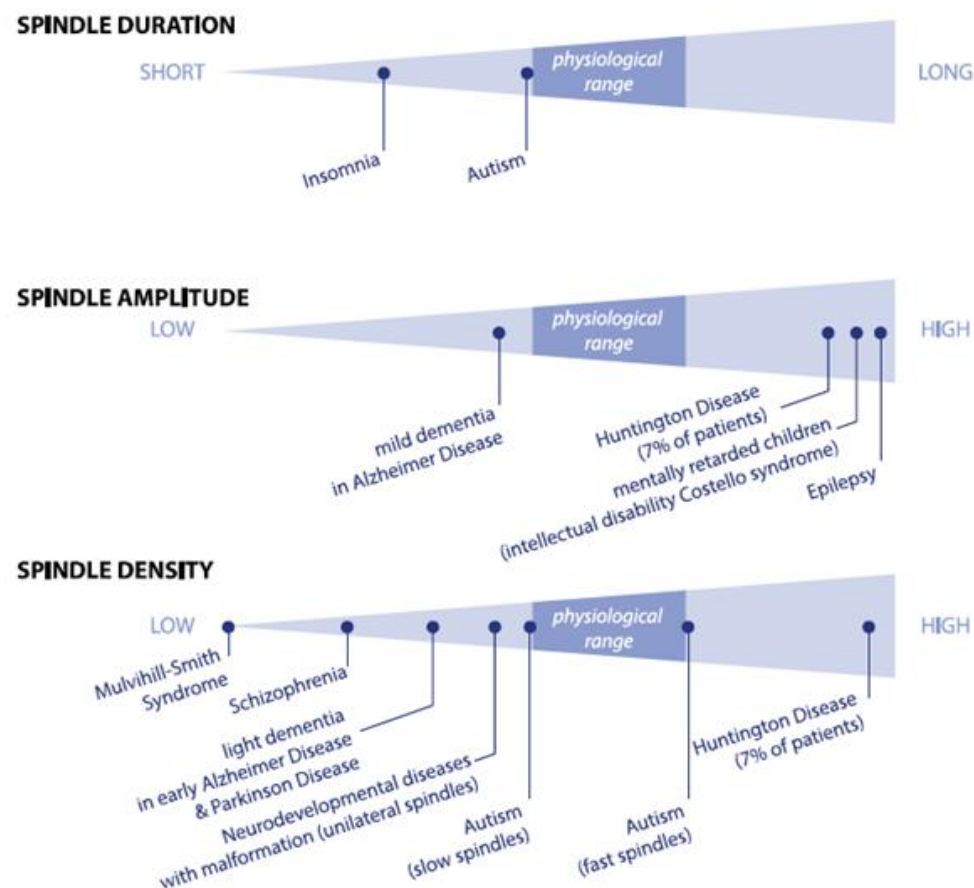 SPINDLE DURATION
SHORT
physiological
range
LONG
Insomnia
Autism
SPINDLE AMPLITUDE
LOW
physiological
range
HIGH
mild dementia
in Alzheimer Disease
Huntington Disease
(7% of patients)
mentally retarded children
(intellectual disability Costello syndrome)
Epilepsy
SPINDLE DENSITY
LOW
physiological
range
HIGH
Mulvihill-Smith
Syndrome
Schizophrenia
light dementia
in early Alzheimer Disease
& Parkinson Disease
Neurodevelopmental diseases
with malformation (unilateral spindles)
Autism
(slow spindles)
Autism
(fast spindles)
Huntington Disease
(7% of patients)